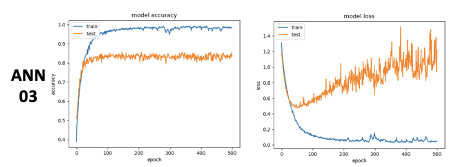 ANN
03
model accuracy
train
test
accuracy
1.0
0.9
0.8
0.7
0.6
0.5
0.4
0 100 200 300 400 500
epoch
model loss
train
test
loss
1.4
1.2
1.0
0.8
0.6
0.4
0.2
0.0
0 100 200 300 400 500
epoch